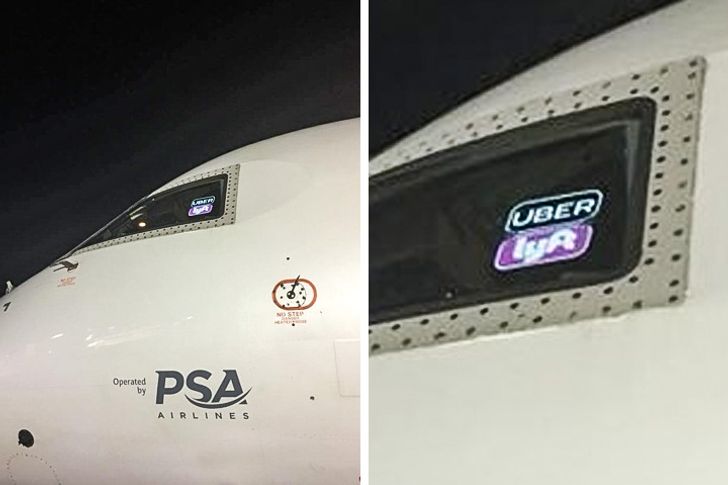 UBER
lyft
NO STEP
Operated
by
PSA
AIRLINES
UBER
lyft